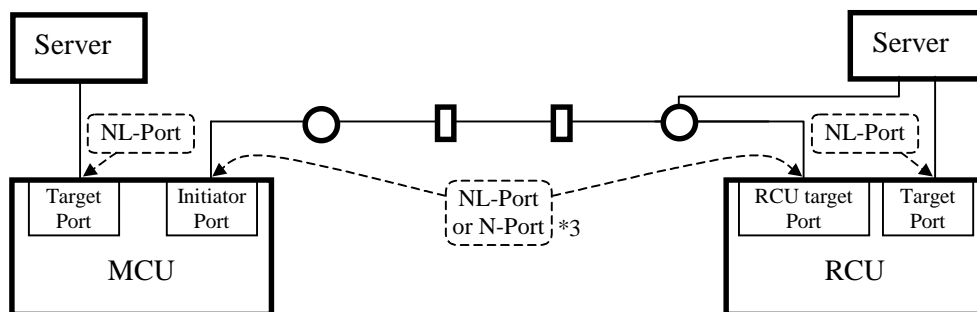 Server
Server
NL-Port
NL-Port
Target
Port
Initiator
Port
NL-Port
or N-Port *3
RCU target
Port
Target
Port
MCU
RCU